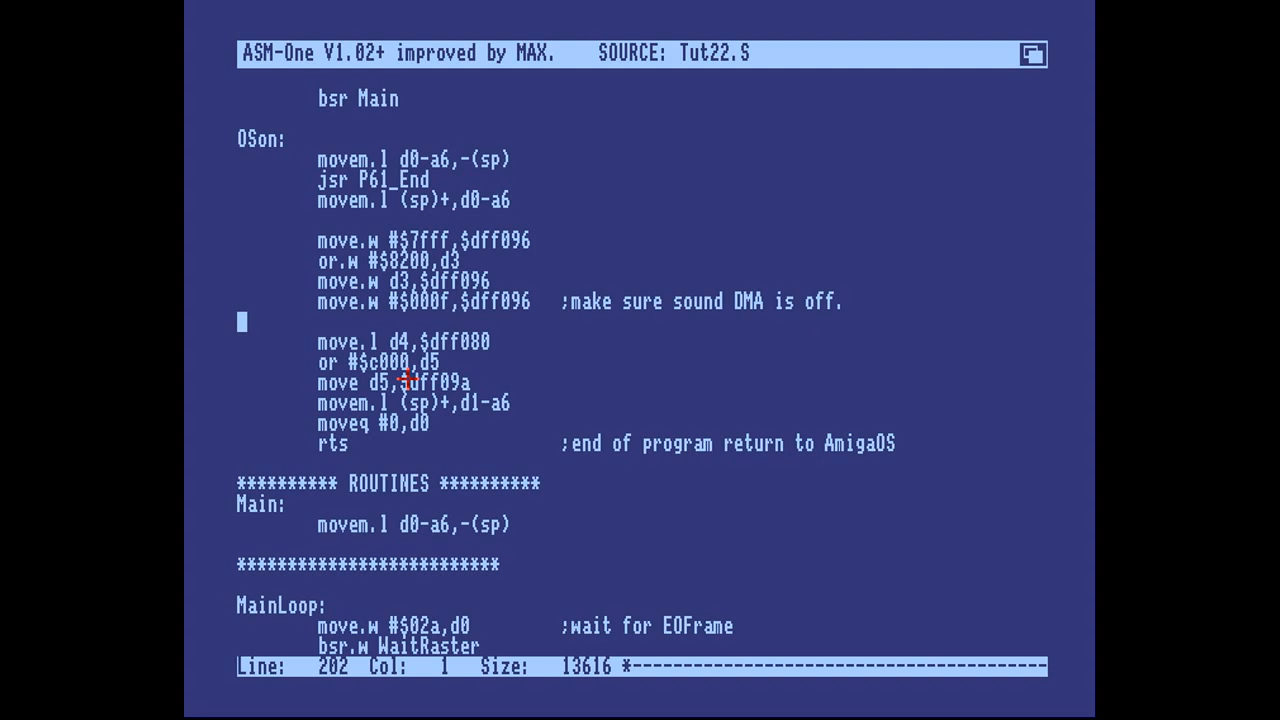 ASM-One V1.02+ improved by MAX.    SOURCE: Tut22.S
bsr Main
OSon:
movem.l d0-a6,-(sp)
jsr P61_End
movem.l (sp)+,d0-a6
move.w #$7fff,$dff096
or.w #$8200,d3
move.w d3,$dff096
move.w #$000f,$dff096   ;make sure sound DMA is off.
move.l d4,$dff080
or #$c000,d5
move d5,$dff09a
movem.l (sp)+,d1-a6
moveq #0,d0
rts                     ;end of program return to AmigaOS
********** ROUTINES **********
Main:
movem.l d0-a6,-(sp)
**************************
MainLoop:
move.w #$02a,d0         ;wait for EOFrame
bsr.w WaitRaster
Line:   202  Col:    1   Size:   13616 *-----------------------------------------